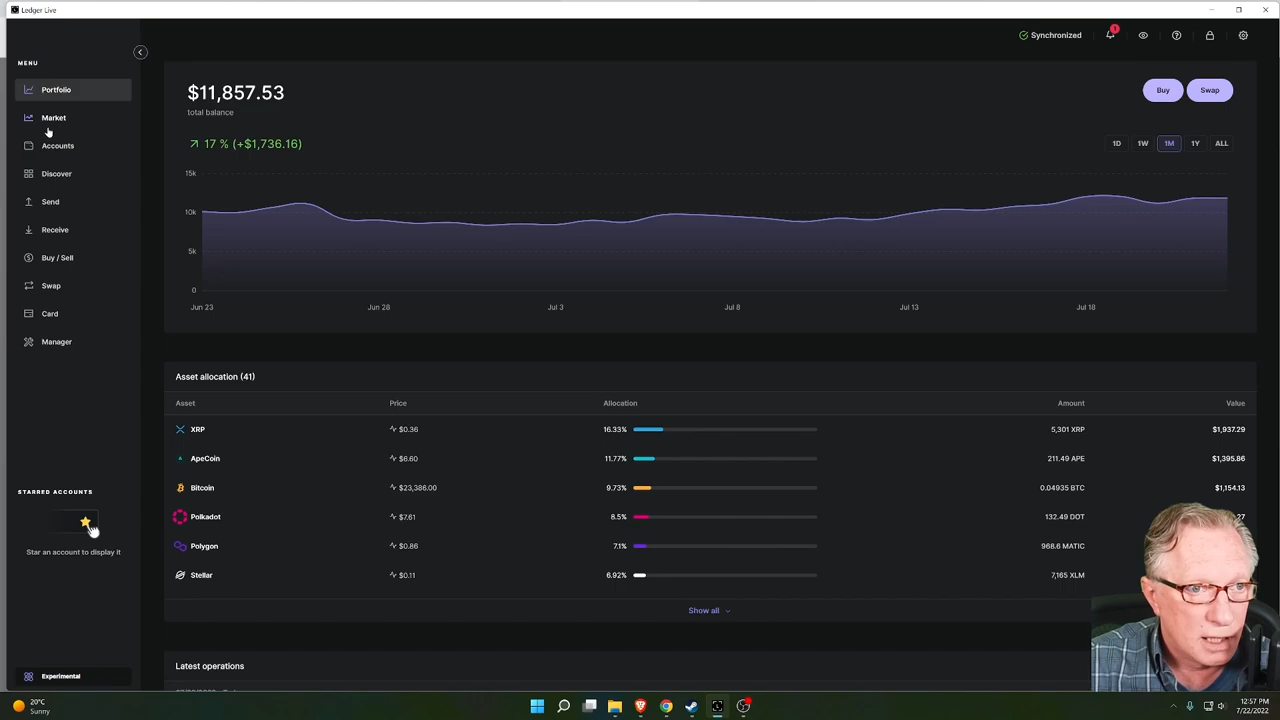 Ledger Live
MENU
Portfolio
Market
Accounts
Discover
Send
Receive
Buy / Sell
Swap
Card
Manager
STARRED ACCOUNTS
Star an account to display it
Experimental
Synchronized
1
$11,857.53
total balance
Buy
Swap
17 % (+$1,736.16)
1D 1W 1M 1Y ALL
15k
10k
5k
0
Jun 23 Jun 28 Jul 3 Jul 8 Jul 13 Jul 18
Asset allocation (41)
Asset Price Allocation Amount Value
XRP $0.36 16.33% 5,301 XRP $1,937.29
ApeCoin $6.60 11.77% 211.49 APE $1,395.86
Bitcoin $23,386.00 9.73% 0.04935 BTC $1,154.13
Polkadot $7.61 8.5% 132.49 DOT
Polygon $0.86 7.1% 968.6 MATIC
Stellar $0.11 6.92% 7,165 XLM
Show all
Latest operations
20°C
Sunny
12:57 PM
7/22/2022